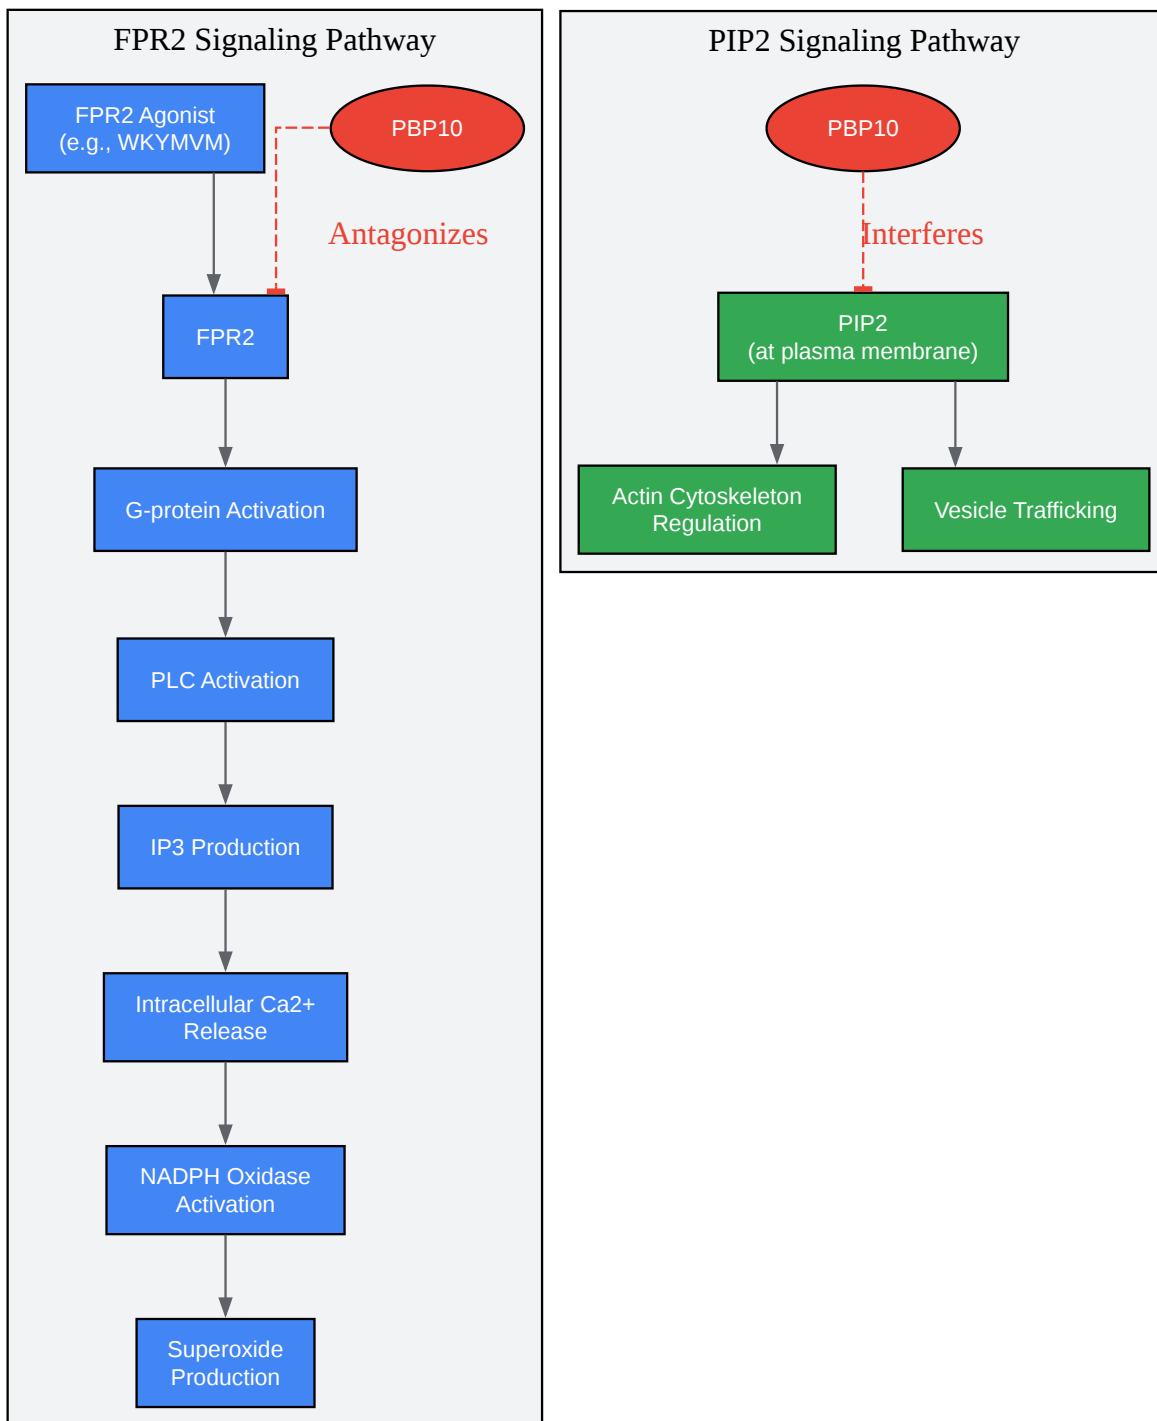 FPR2 Signaling Pathway
FPR2 Agonist
(e.g., WKYMVM)
PBP10
Antagonizes
FPR2
G-protein Activation
PLC Activation
IP3 Production
Intracellular Ca2+
Release
NADPH Oxidase
Activation
Superoxide
Production
PIP2 Signaling Pathway
PBP10
Interferes
PIP2
(at plasma membrane)
Actin Cytoskeleton
Regulation
Vesicle Trafficking